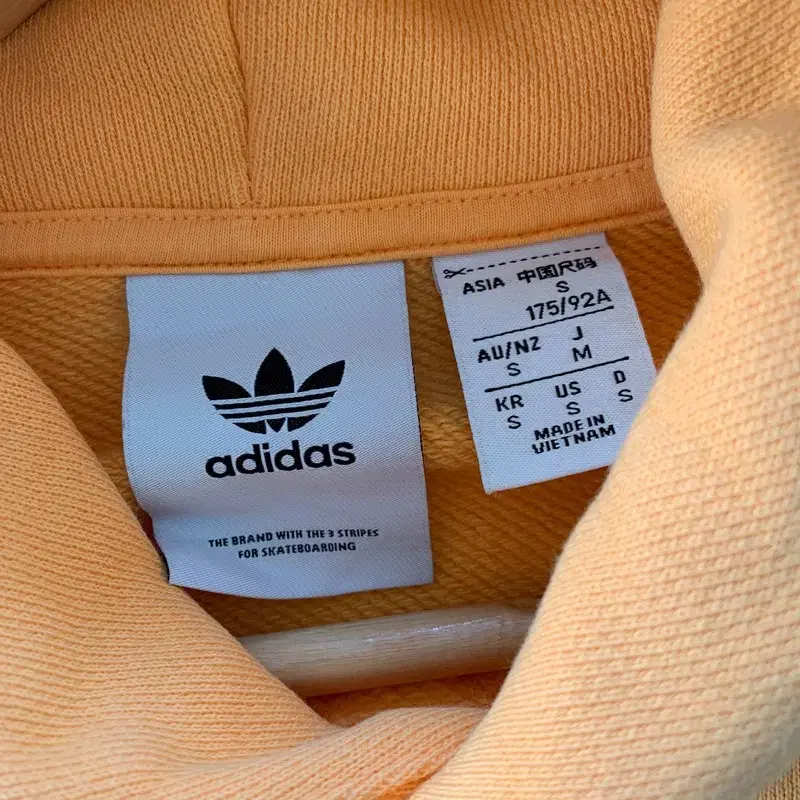 adidas
THE BRAND WITH THE 3 STRIPES
FOR SKATEBOARDING
ASIA 中国尺码
S
175/92A
AU/NZ J
S M
KR US D
S S S
MADE IN
VIETNAM